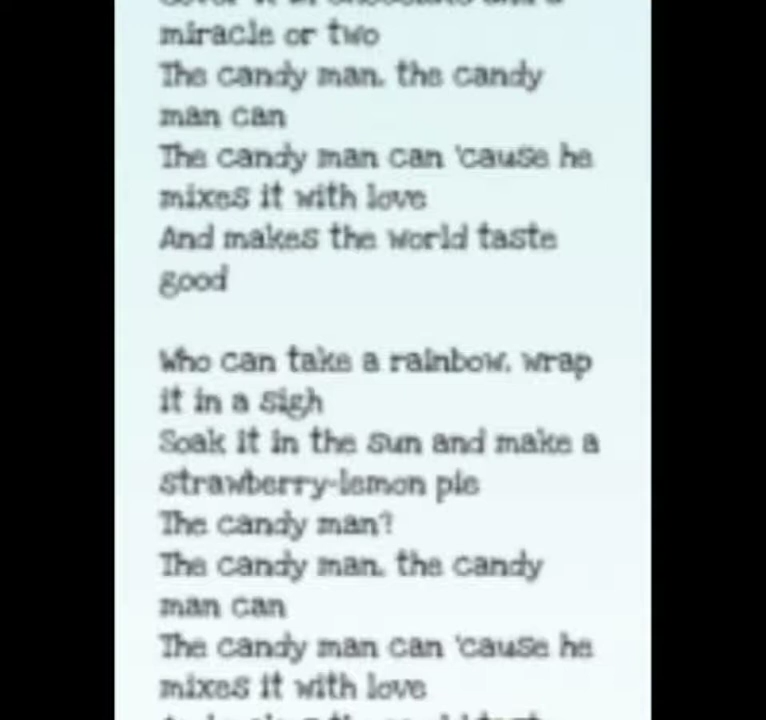 miracle or two
The candy man, the candy
man can
The candy man can 'cause he
mixes it with love
And makes the world taste
good
Who can take a rainbow, wrap
it in a sigh
Soak it in the sun and make a
strawberry-lemon pie
The candy man?
The candy man, the candy
man can
The candy man can 'cause he
mixes it with love